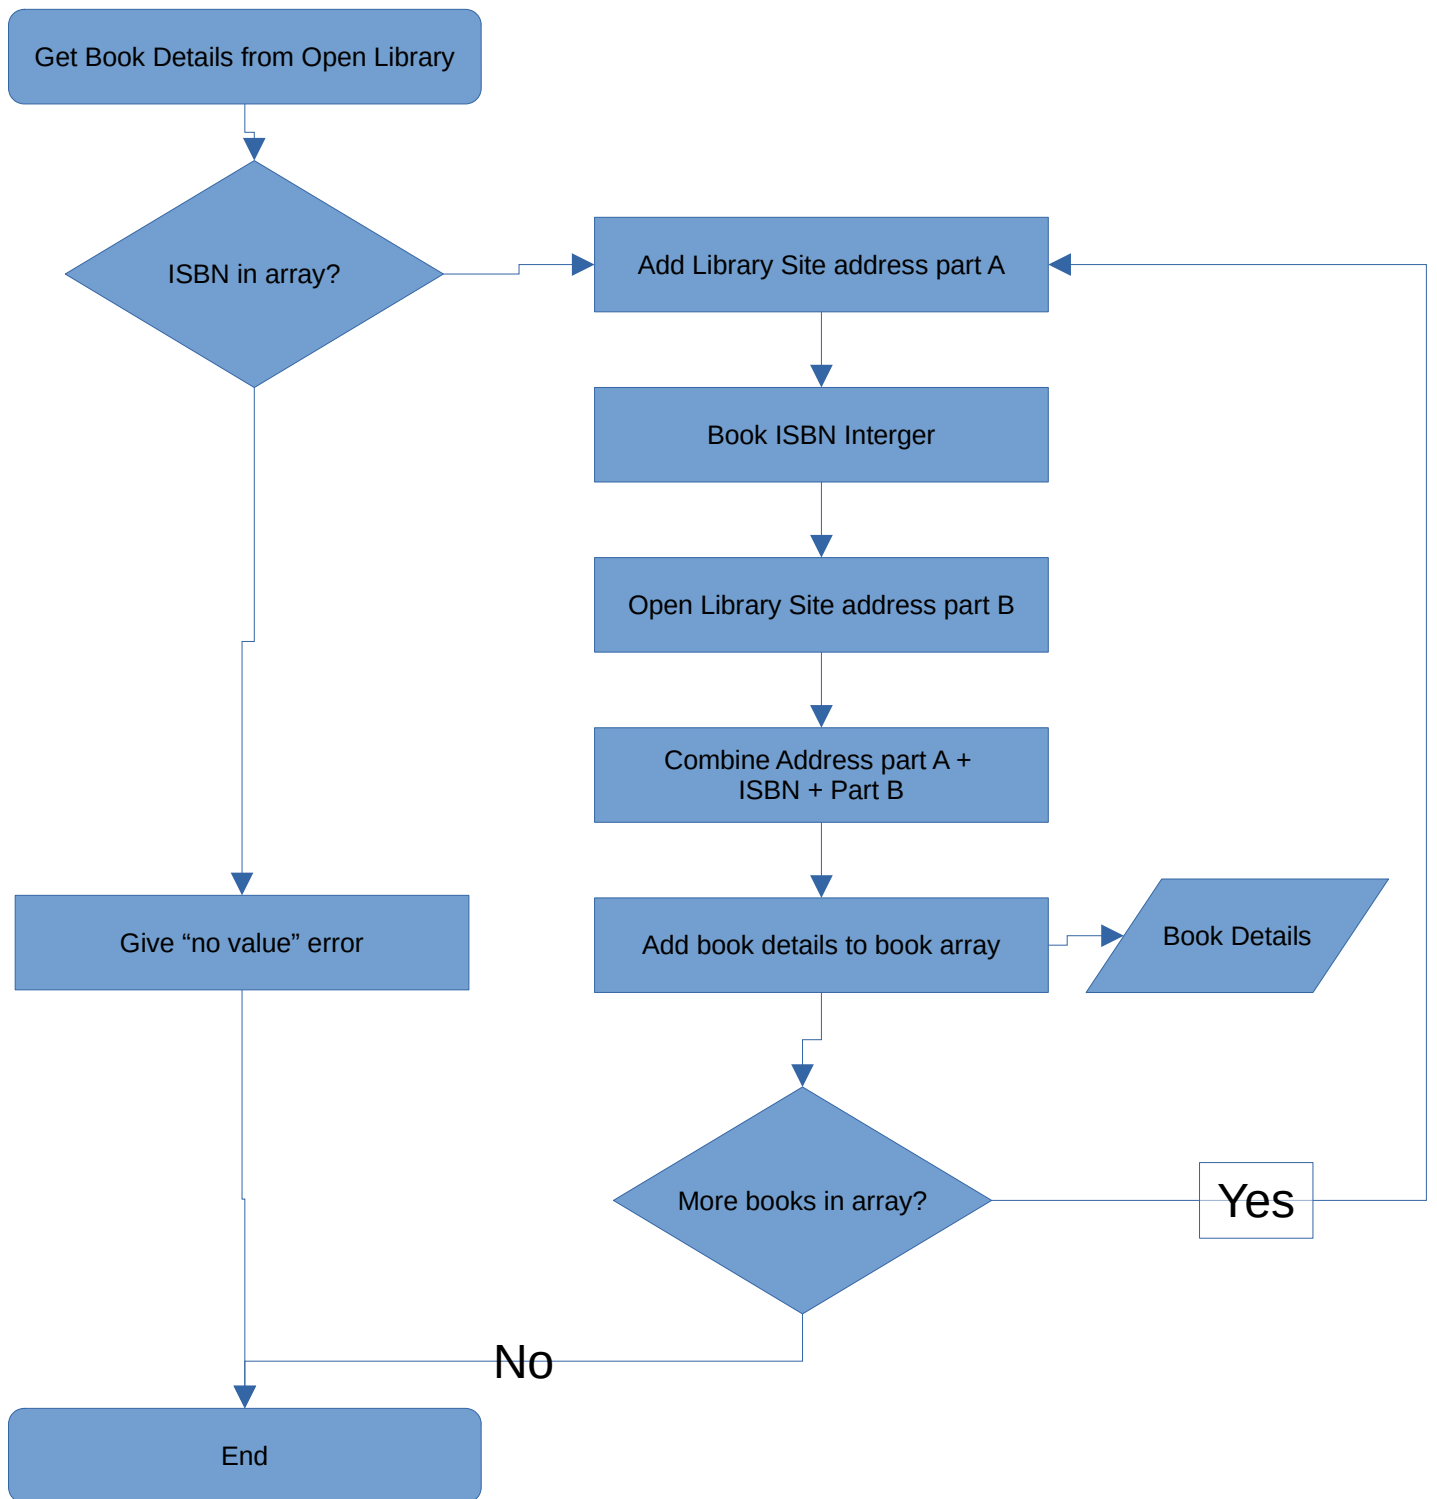 Get Book Details from Open Library
ISBN in array?
Add Library Site address part A
Book ISBN Interger
Open Library Site address part B
Combine Address part A +
ISBN + Part B
Give “no value” error
Add book details to book array
Book Details
More books in array?
Yes
No
End